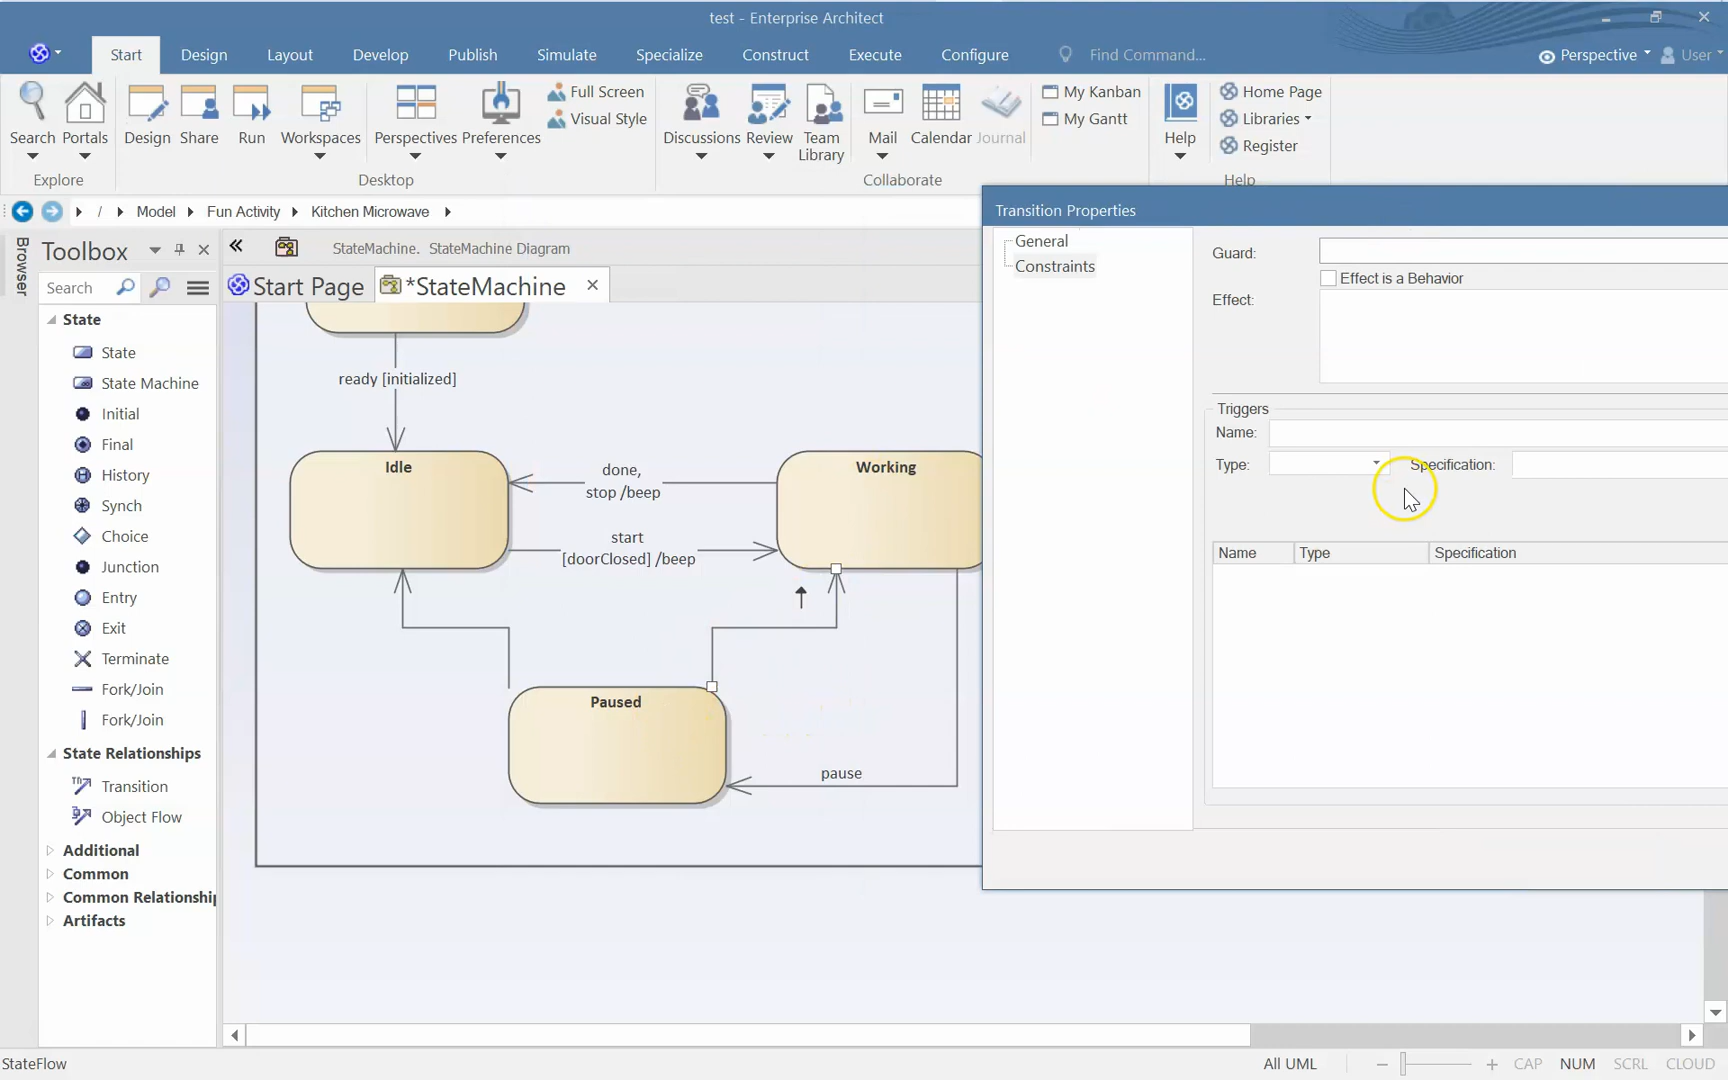 test - Enterprise Architect
Start Design Layout Develop Publish Simulate Specialize Construct Execute Configure Find Command... Perspective User
Search Portals Design Share Run Workspaces Perspectives Preferences Full Screen Visual Style Discussions Review Team Library Mail Calendar Journal My Kanban My Gantt Help Home Page Libraries Register
Explore Desktop Collaborate Help
/ Model Fun Activity Kitchen Microwave
Browser
Toolbox
StateMachine. StateMachine Diagram
Search
Start Page *StateMachine
State
State
State Machine
Initial
Final
History
Synch
Choice
Junction
Entry
Exit
Terminate
Fork/Join
Fork/Join
State Relationships
Transition
Object Flow
Additional
Common
Common Relationship
Artifacts
ready [initialized]
Idle
done,
stop /beep
Working
start
[doorClosed] /beep
Paused
pause
Transition Properties
General
Constraints
Guard:
Effect is a Behavior
Effect:
Triggers
Name:
Type: Specification:
Name Type Specification
StateFlow All UML CAP NUM SCRL CLOUD